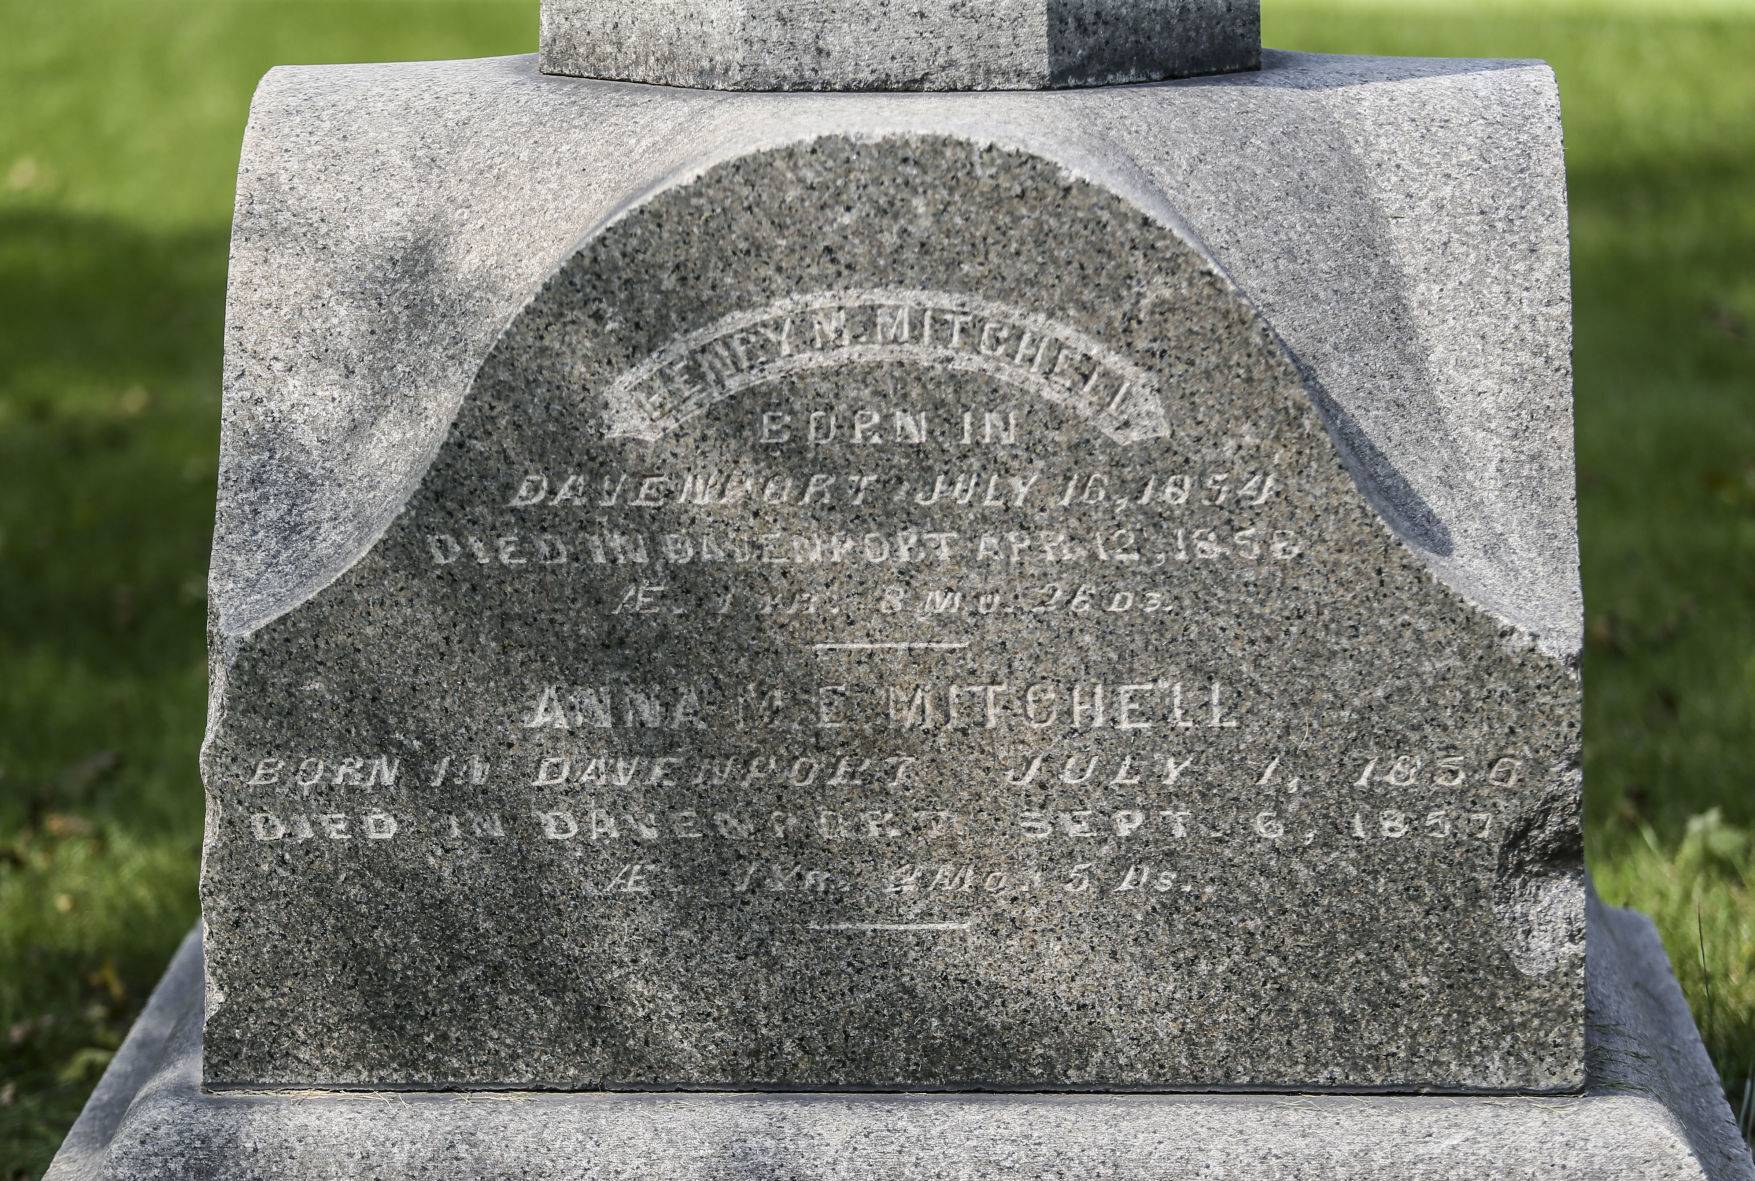 HENRY N. MITCHELL
BORN IN
DAVENPORT JULY 16, 1854
DIED IN DAVENPORT APR. 12, 1856
Æ. 1 YR. 8 Mo. 26 Ds.
ANNA M. E MITCHELL
BORN IN DAVENPORT JULY 1, 1856
DIED IN DAVENPORT SEPT. 6, 1857
Æ. 1 YR. 2 Mo. 5 Ds.